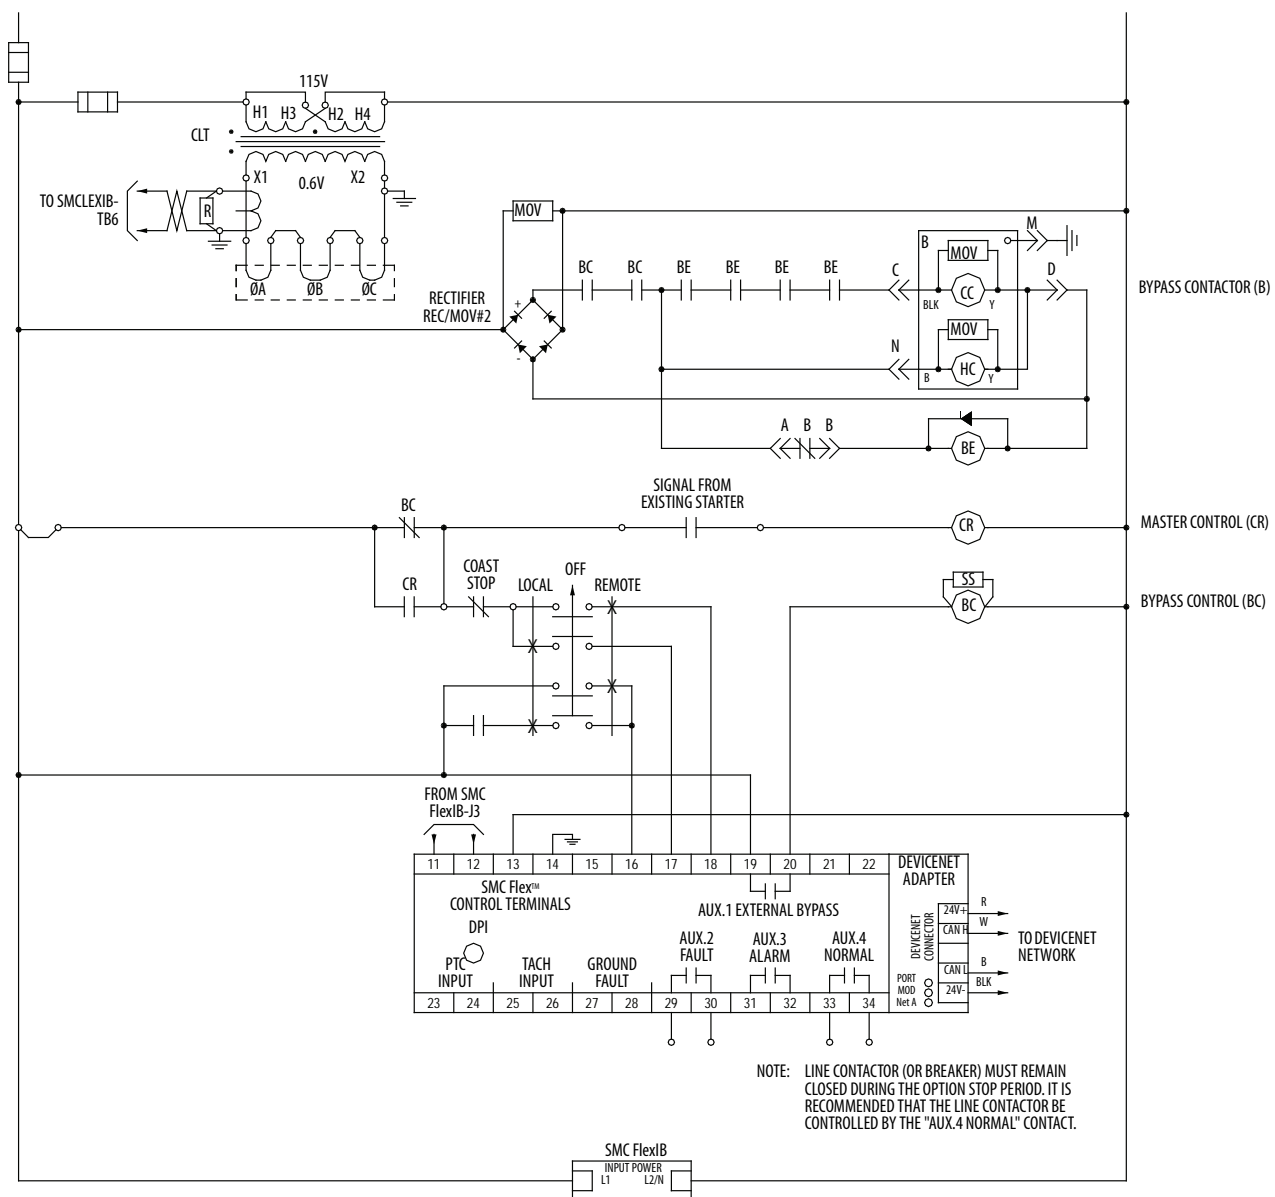 115V
H1 H3 H2 H4
CLT
X1 0.6V X2
TO SMCLEXIB-
TB6
R
ØA ØB ØC
MOV
M
B
MOV
BC BC BE BE BE BE C D
CC
BLK Y
BYPASS CONTACTOR (B)
RECTIFIER
REC/MOV#2
+
-
MOV
N
HC
B Y
A B B
BE
SIGNAL FROM
EXISTING STARTER
BC
CR
MASTER CONTROL (CR)
COAST
STOP
OFF
LOCAL REMOTE
CR
SS
BC
BYPASS CONTROL (BC)
FROM SMC
FlexIB-J3
11 12 13 14 15 16 17 18 19 20 21 22
DEVICENET
ADAPTER
SMC Flex™
CONTROL TERMINALS
AUX.1 EXTERNAL BYPASS
DPI
AUX.2
FAULT
AUX.3
ALARM
AUX.4
NORMAL
PTC
INPUT
TACH
INPUT
GROUND
FAULT
DEVICENET
CONNECTOR
24V+ R
CAN H W
CAN L B
24V- BLK
TO DEVICENET
NETWORK
PORT
MOD
Net A
23 24 25 26 27 28 29 30 31 32 33 34
NOTE: LINE CONTACTOR (OR BREAKER) MUST REMAIN
CLOSED DURING THE OPTION STOP PERIOD. IT IS
RECOMMENDED THAT THE LINE CONTACTOR BE
CONTROLLED BY THE "AUX.4 NORMAL" CONTACT.
SMC FlexIB
INPUT POWER
L1 L2/N